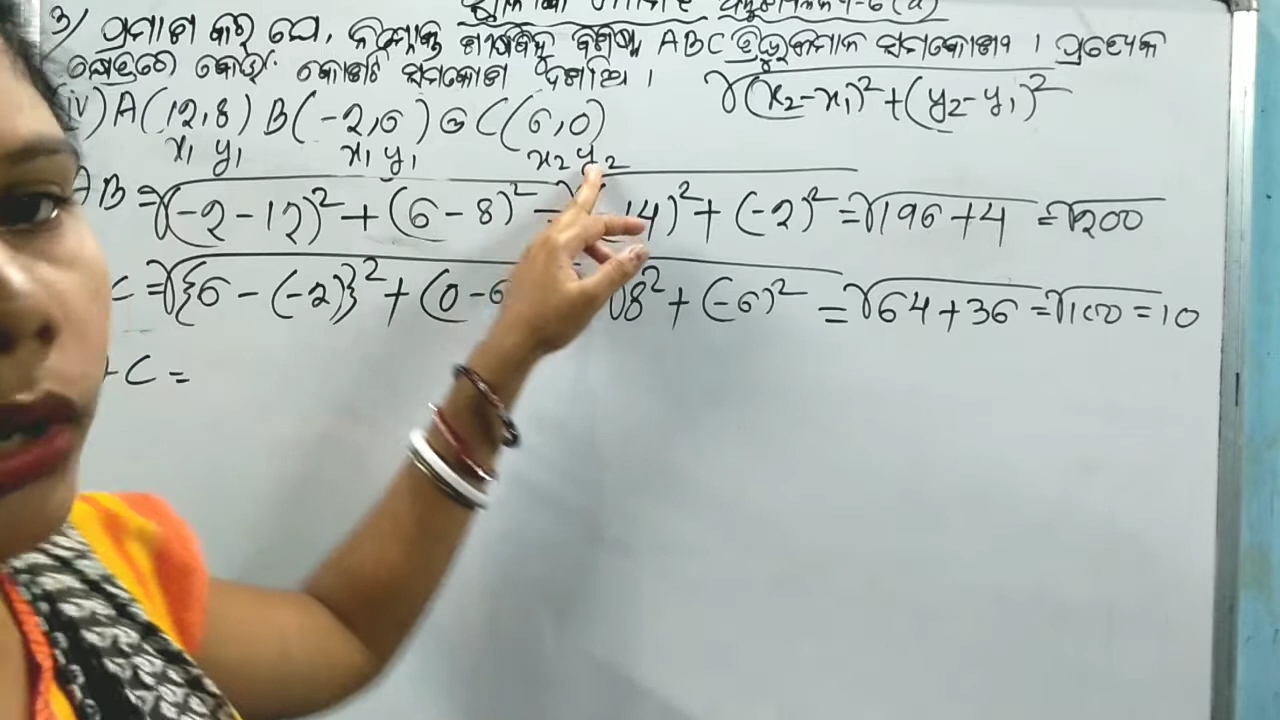 ୩) ପ୍ରମାଣ କର ଯେ, ନିମ୍ନୋକ୍ତ ଶୀର୍ଷବିନ୍ଦୁ ବିଶିଷ୍ଟ ABC ତ୍ରିଭୁଜମାନ ସମକୋଣୀ । ପ୍ରତ୍ୟେକ
କ୍ଷେତ୍ରରେ କେଉଁ କୋଣଟି ସମକୋଣ ଦର୍ଶାଅ ।
√(x₂-x₁)²+(y₂-y₁)²
iv) A(12,8) B(-2,6) ଓ C(6,0)
x₁ y₁ x₁ y₁ x₂ y₂
AB = √(-2-12)²+(6-8)² = 14)²+(-2)² = √196+4 = √200
C = √{6-(-2)}²+(0-6 √8²+(-6)² = √64+36 = √100 = 10
C =